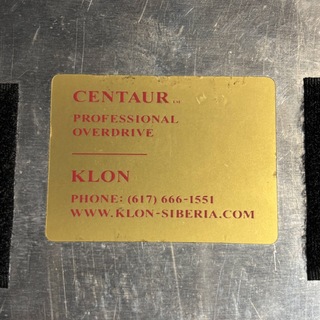 CENTAUR ™
PROFESSIONAL
OVERDRIVE
KLON
PHONE: (617) 666-1551
WWW.KLON-SIBERIA.COM